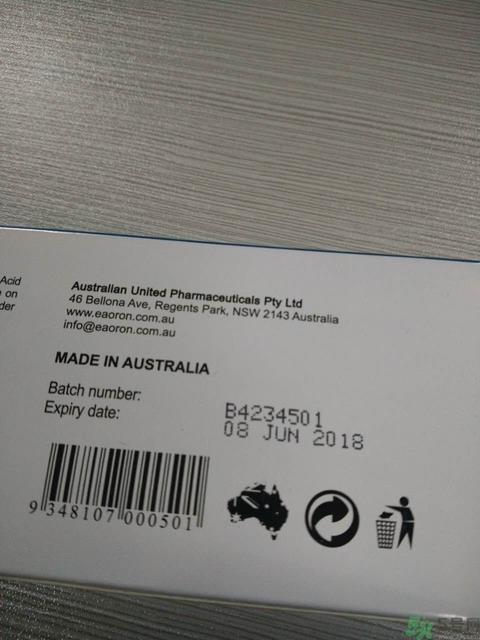 Acid
on
der
Australian United Pharmaceuticals Pty Ltd
46 Bellona Ave, Regents Park, NSW 2143 Australia
www.eaoron.com.au
info@eaoron.com.au
MADE IN AUSTRALIA
Batch number: B4234501
Expiry date: 08 JUN 2018
9 348107 000501